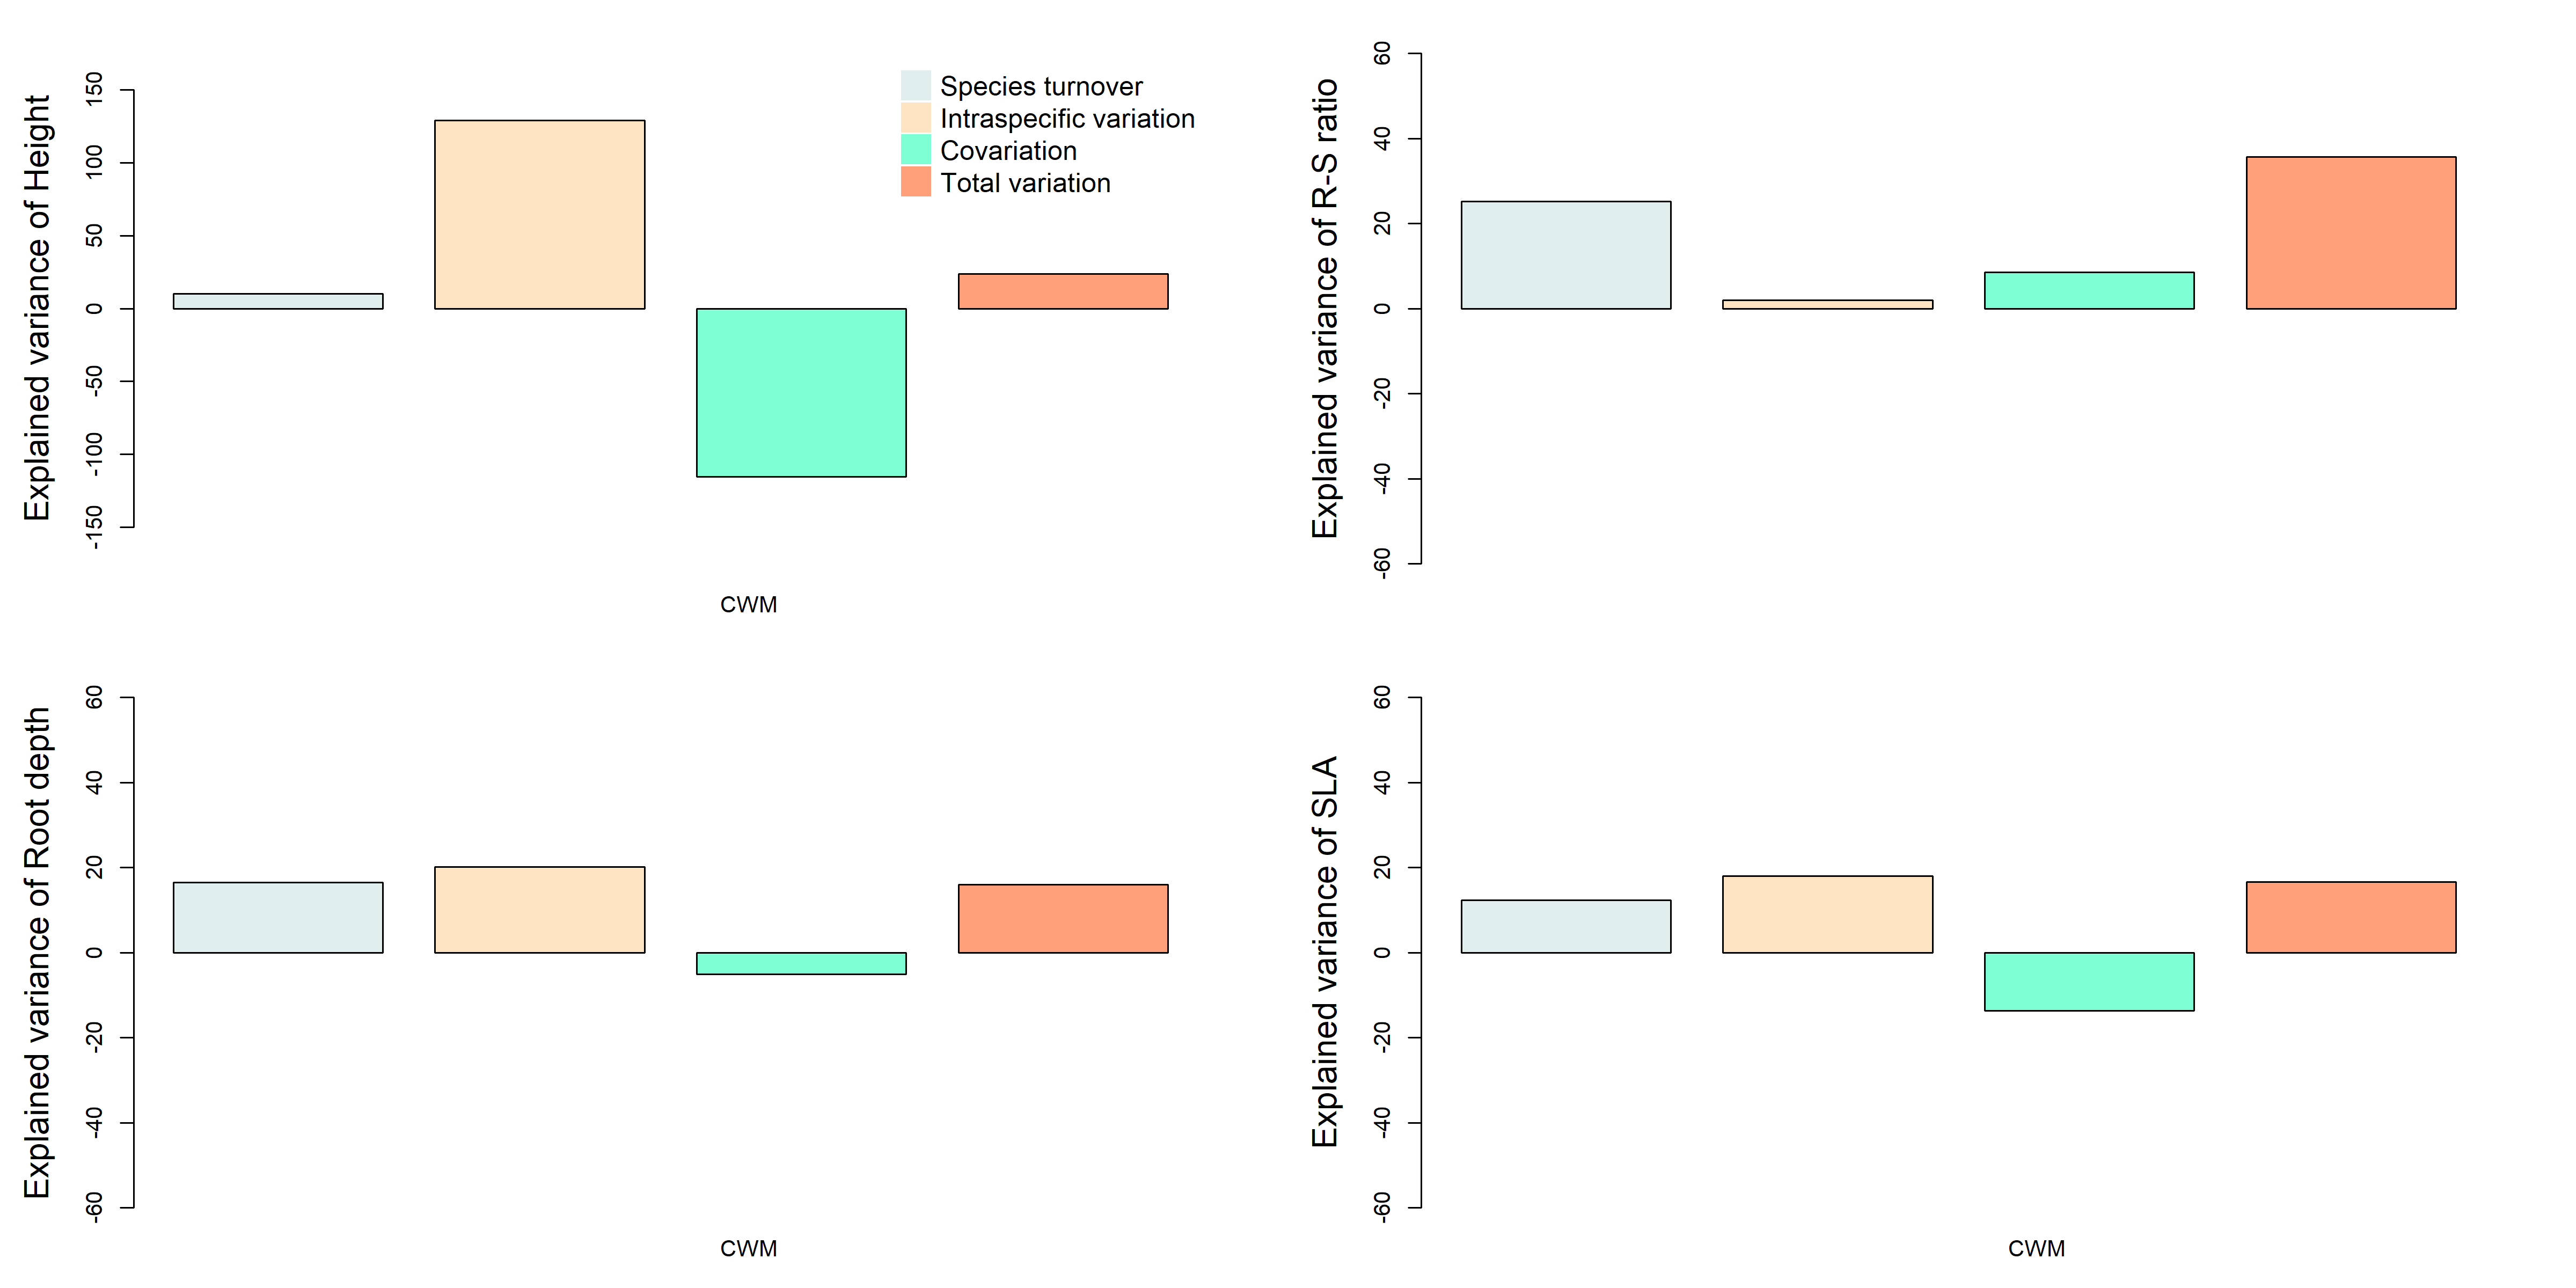 Explained variance of Height
150
100
50
0
-50
-100
-150
Species turnover
Intraspecific variation
Covariation
Total variation
CWM
Explained variance of R-S ratio
60
40
20
0
-20
-40
-60
Explained variance of Root depth
60
40
20
0
-20
-40
-60
CWM
Explained variance of SLA
60
40
20
0
-20
-40
-60
CWM